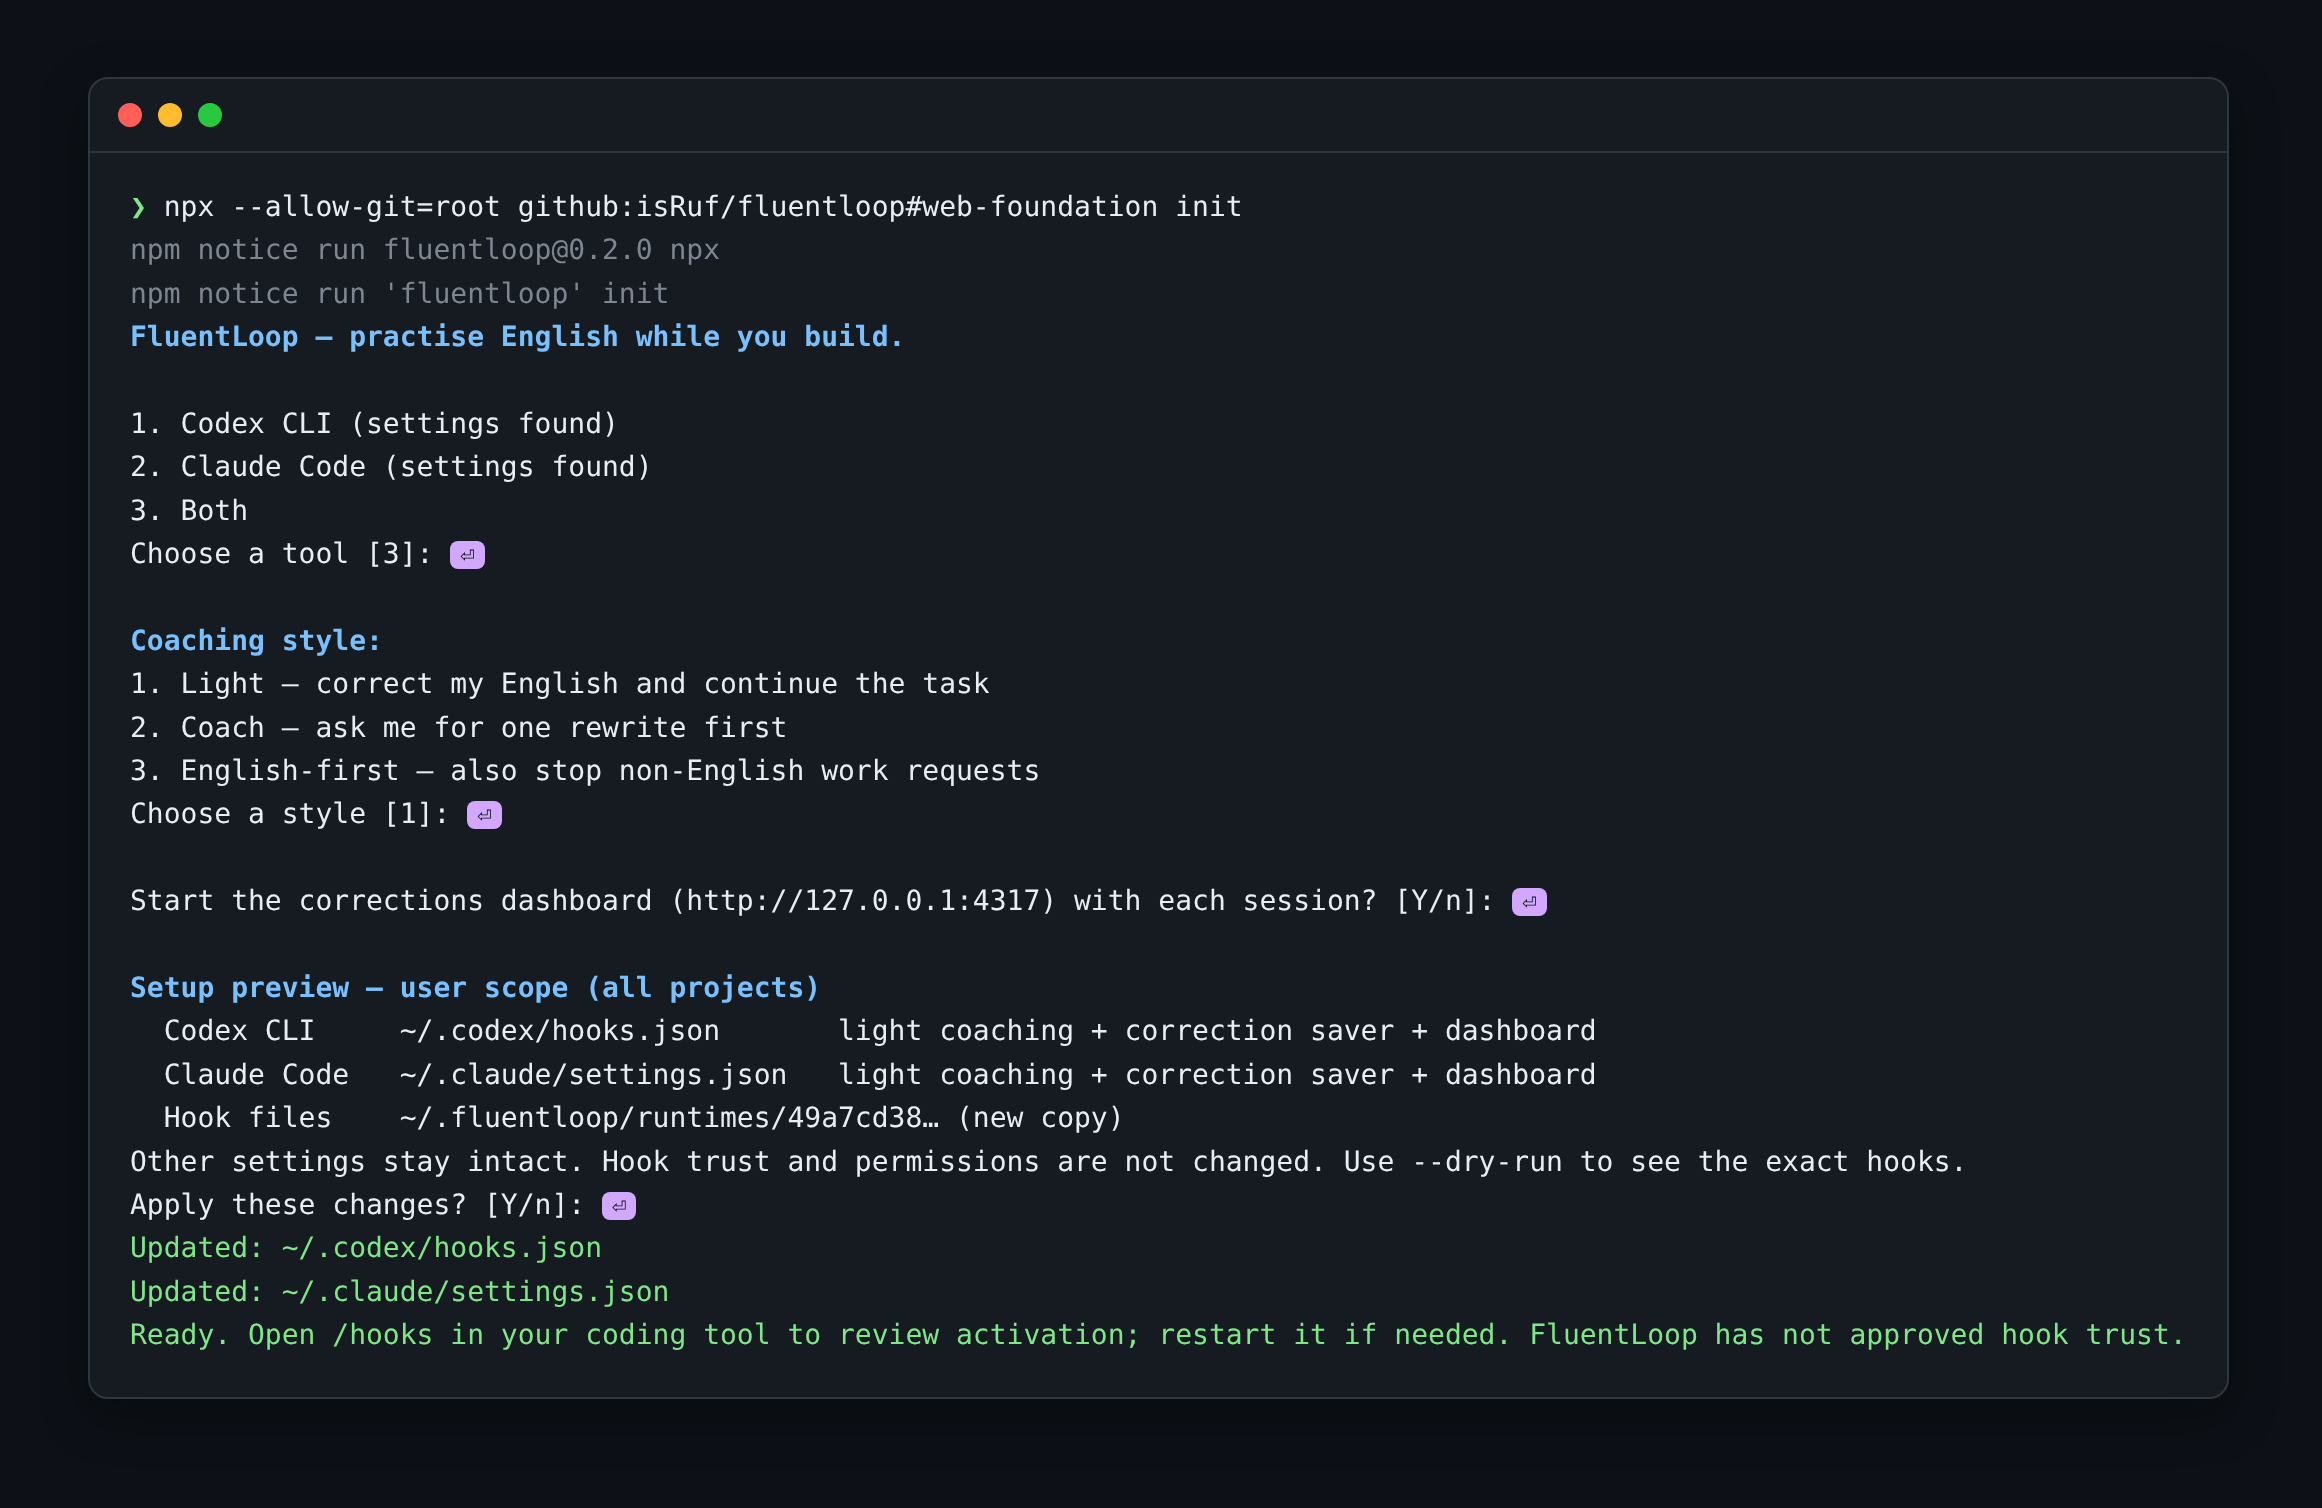 ❯ npx --allow-git=root github:isRuf/fluentloop#web-foundation init
npm notice run fluentloop@0.2.0 npx
npm notice run 'fluentloop' init
FluentLoop — practise English while you build.
1. Codex CLI (settings found)
2. Claude Code (settings found)
3. Both
Choose a tool [3]: ⏎
Coaching style:
1. Light — correct my English and continue the task
2. Coach — ask me for one rewrite first
3. English-first — also stop non-English work requests
Choose a style [1]: ⏎
Start the corrections dashboard (http://127.0.0.1:4317) with each session? [Y/n]: ⏎
Setup preview — user scope (all projects)
  Codex CLI     ~/.codex/hooks.json       light coaching + correction saver + dashboard
  Claude Code   ~/.claude/settings.json   light coaching + correction saver + dashboard
  Hook files    ~/.fluentloop/runtimes/49a7cd38… (new copy)
Other settings stay intact. Hook trust and permissions are not changed. Use --dry-run to see the exact hooks.
Apply these changes? [Y/n]: ⏎
Updated: ~/.codex/hooks.json
Updated: ~/.claude/settings.json
Ready. Open /hooks in your coding tool to review activation; restart it if needed. FluentLoop has not approved hook trust.